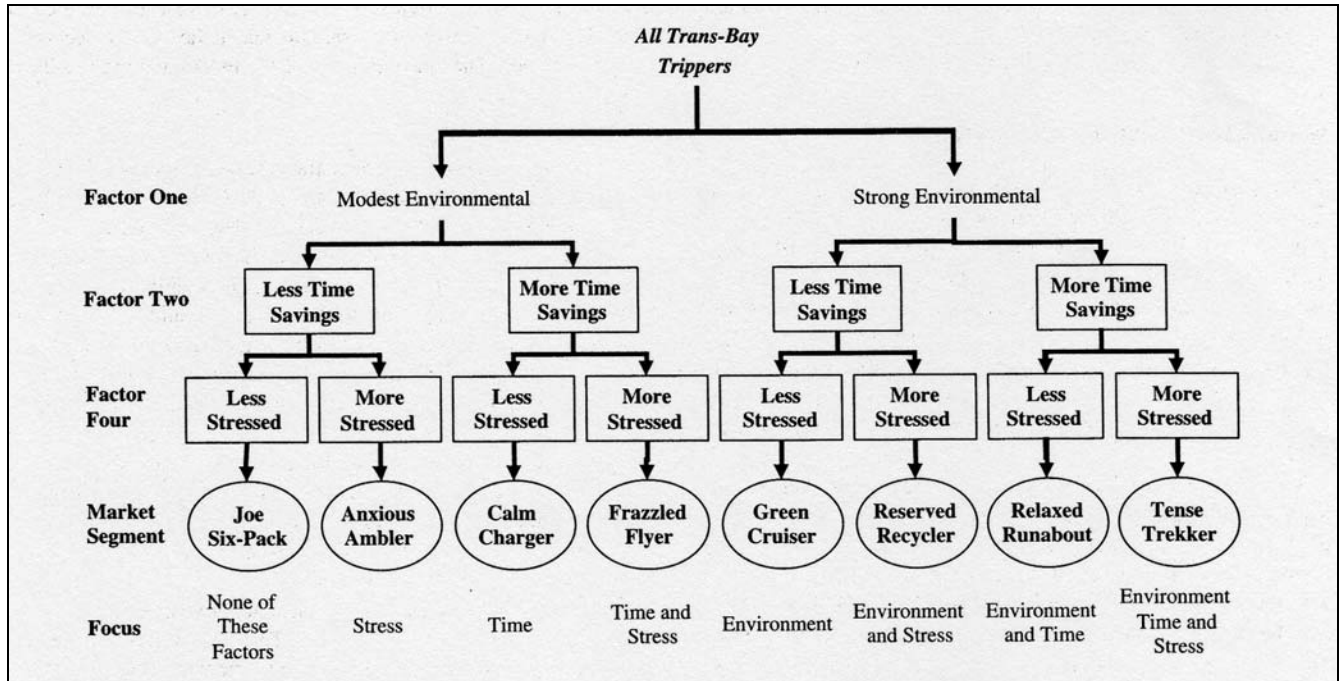 All Trans-Bay
Trippers
Factor One
Modest Environmental
Strong Environmental
Factor Two
Less Time
Savings
More Time
Savings
Less Time
Savings
More Time
Savings
Factor
Four
Less
Stressed
More
Stressed
Less
Stressed
More
Stressed
Less
Stressed
More
Stressed
Less
Stressed
More
Stressed
Market
Segment
Joe
Six-Pack
Anxious
Ambler
Calm
Charger
Frazzled
Flyer
Green
Cruiser
Reserved
Recycler
Relaxed
Runabout
Tense
Trekker
Focus
None of
These
Factors
Stress
Time
Time and
Stress
Environment
Environment
and Stress
Environment
and Time
Environment
Time and
Stress